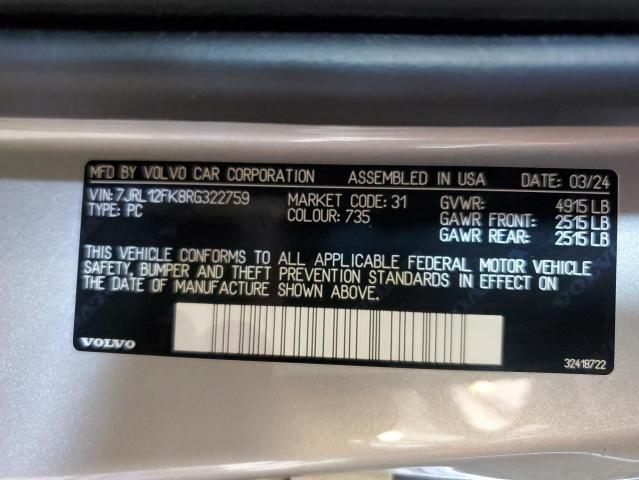 MFD BY VOLVO CAR CORPORATION ASSEMBLED IN USA DATE: 03/24
VIN: 7JRL12FK8RG322759 MARKET CODE: 31 GVWR: 4915 LB
TYPE: PC COLOUR: 735 GAWR FRONT: 2515 LB
GAWR REAR: 2515 LB
THIS VEHICLE CONFORMS TO ALL APPLICABLE FEDERAL MOTOR VEHICLE
SAFETY, BUMPER AND THEFT PREVENTION STANDARDS IN EFFECT ON
THE DATE OF MANUFACTURE SHOWN ABOVE.
VOLVO
32418722